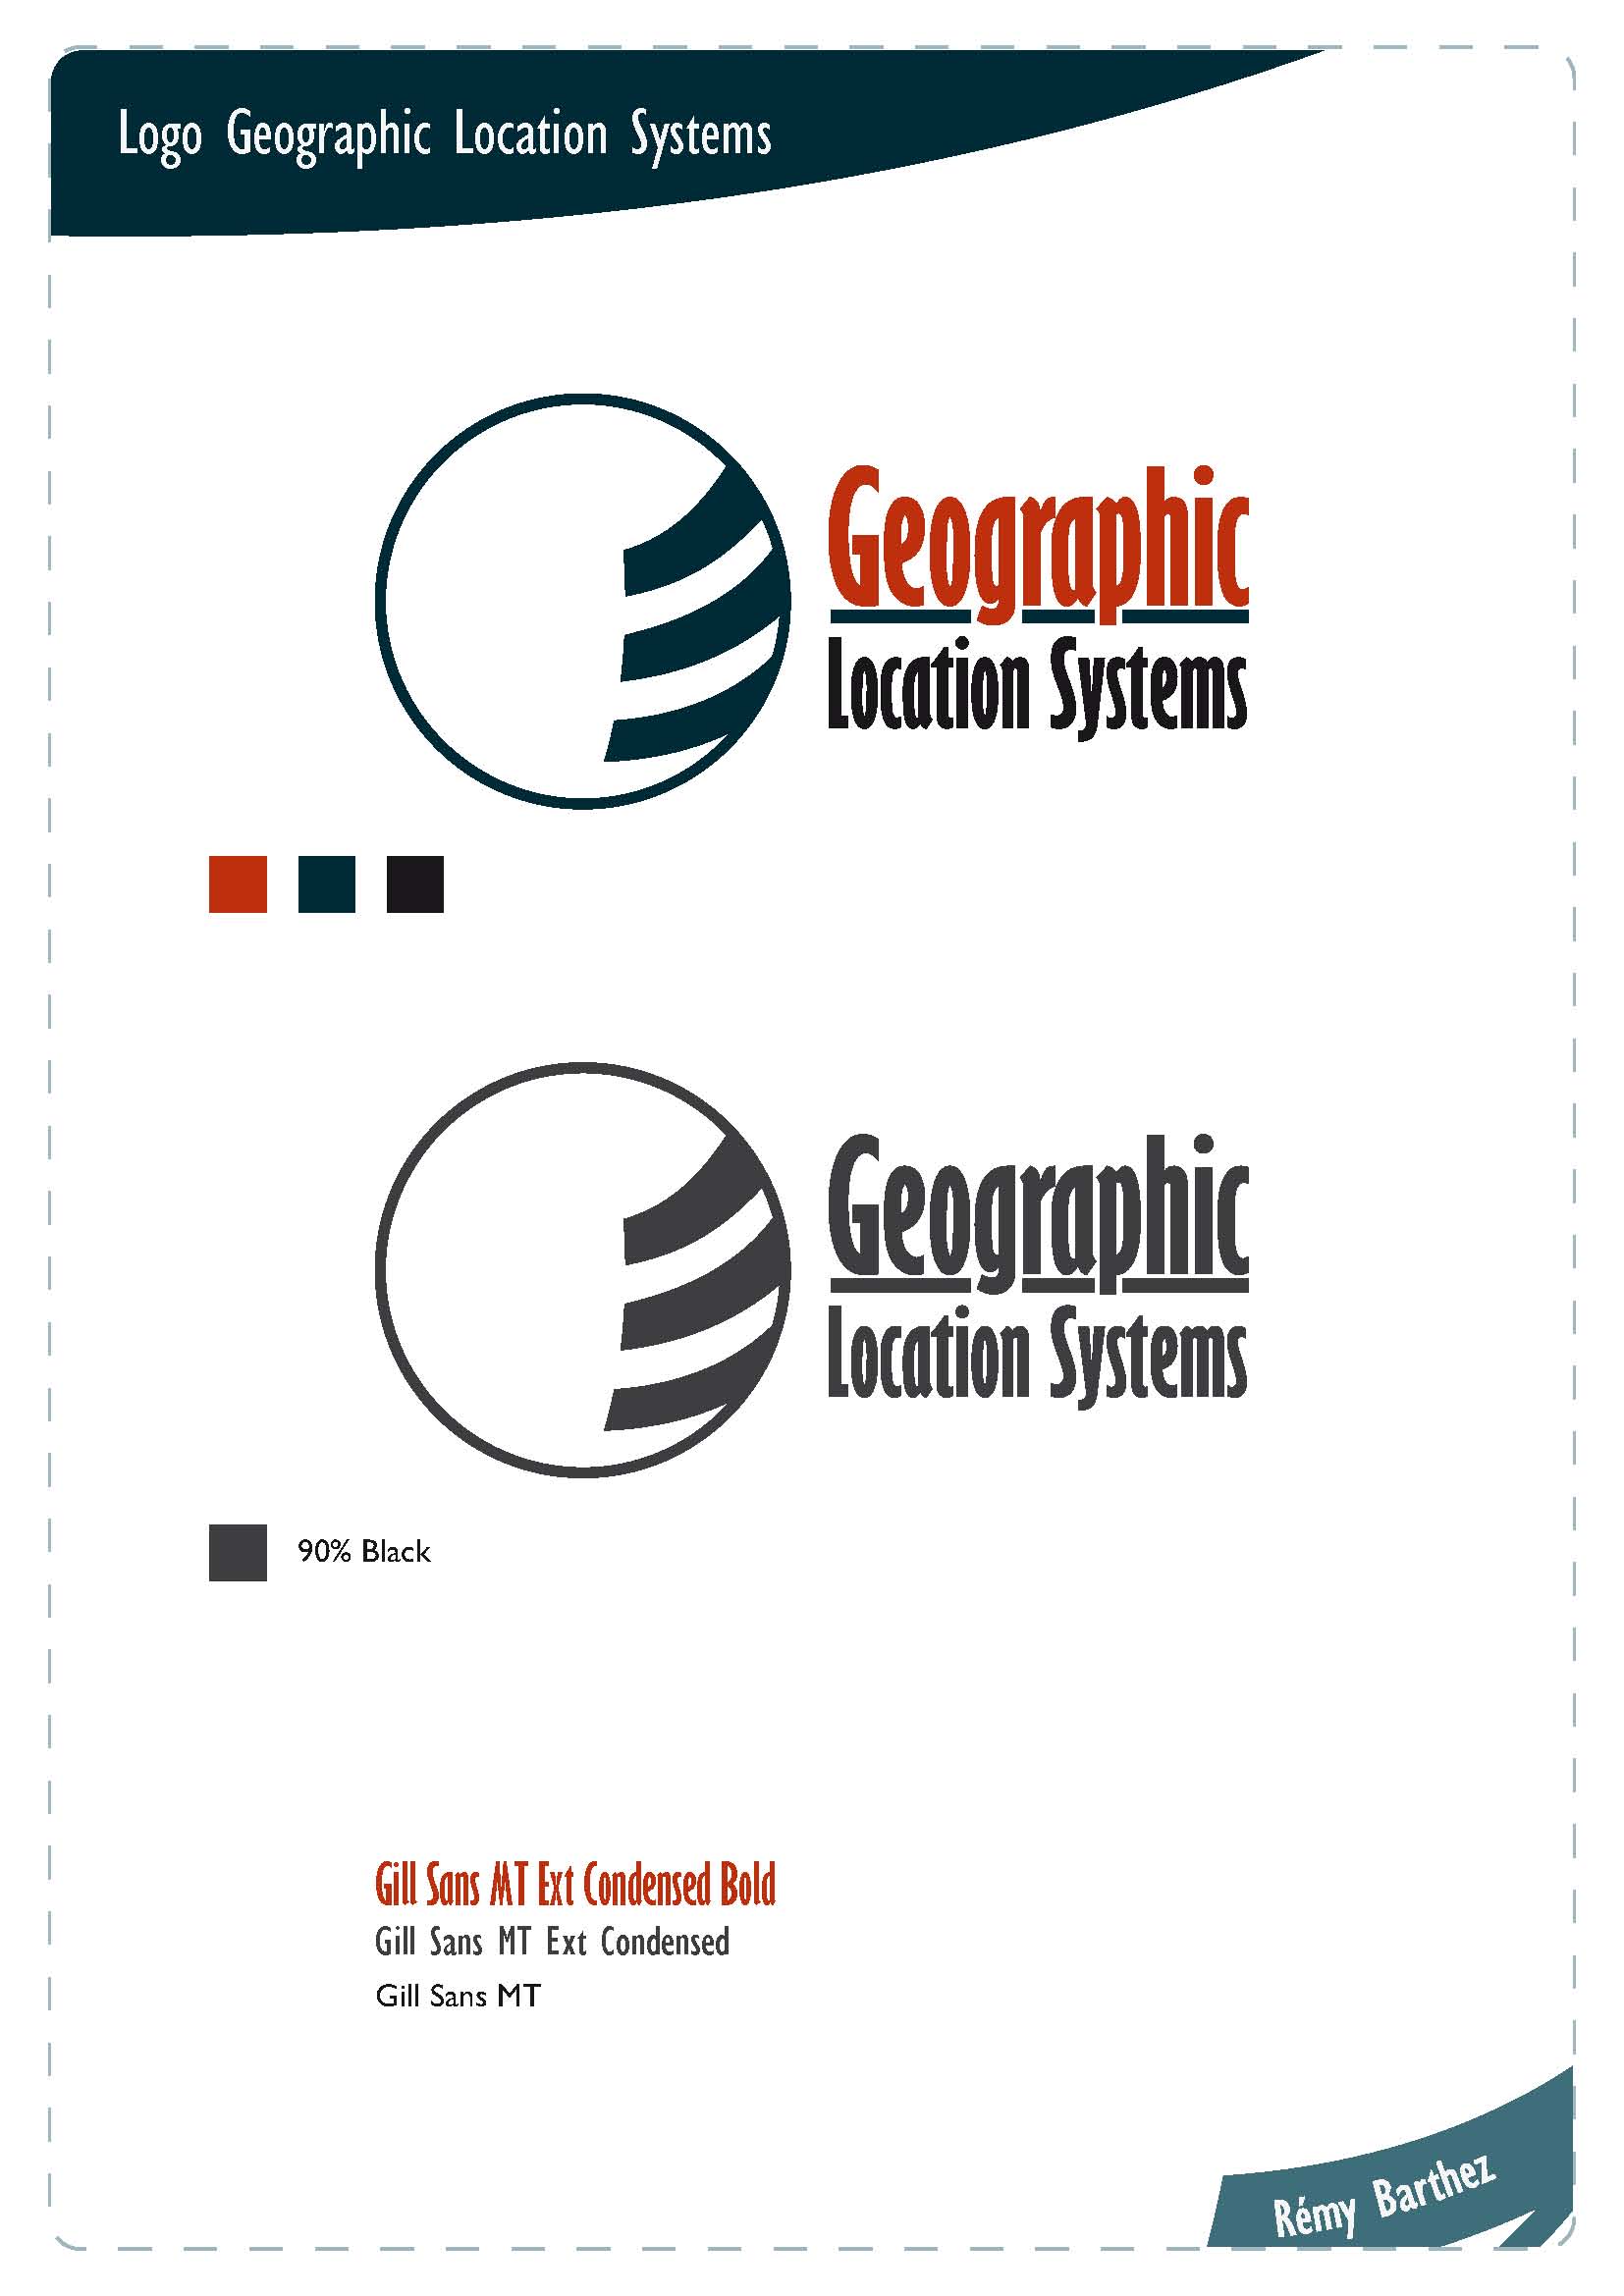 Logo Geographic Location Systems
Geographic
Location Systems
Geographic
Location Systems
90% Black
Gill Sans MT Ext Condensed Bold
Gill Sans MT Ext Condensed
Gill Sans MT
Rémy Barthez